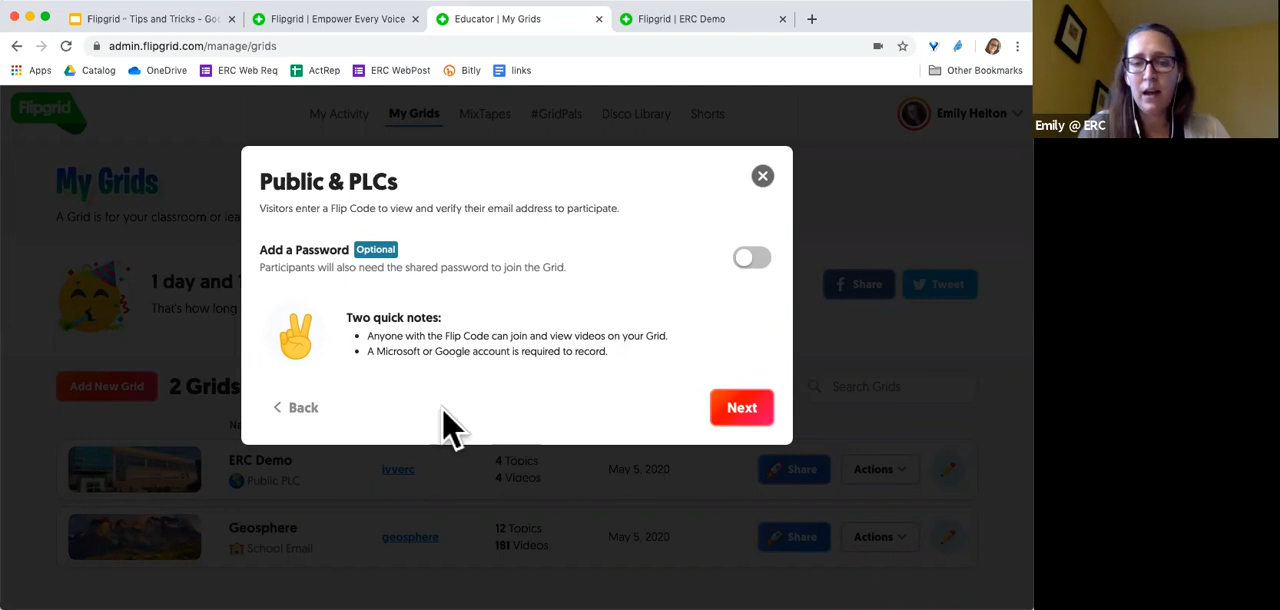 Flipgrid - Tips and Tricks - Goo
Flipgrid | Empower Every Voice
Educator | My Grids
Flipgrid | ERC Demo
admin.flipgrid.com/manage/grids
Apps
Catalog
OneDrive
ERC Web Req
ActRep
ERC WebPost
Bitly
links
Other Bookmarks
Flipgrid
My Activity
My Grids
MixTapes
#GridPals
Disco Library
Shorts
Emily Helton
Emily @ ERC
My Grids
A Grid is for your classroom or lea
Public & PLCs
Visitors enter a Flip Code to view and verify their email address to participate.
Add a Password Optional
Participants will also need the shared password to join the Grid.
1 day and 1
That's how long
Share
Tweet
Two quick notes:
Anyone with the Flip Code can join and view videos on your Grid.
A Microsoft or Google account is required to record.
Add New Grid
2 Grids
Search Grids
Back
Next
Na
ERC Demo
Public PLC
ivyerc
4 Topics
4 Videos
May 5, 2020
Share
Actions
Geosphere
School Email
geosphere
12 Topics
181 Videos
May 5, 2020
Share
Actions